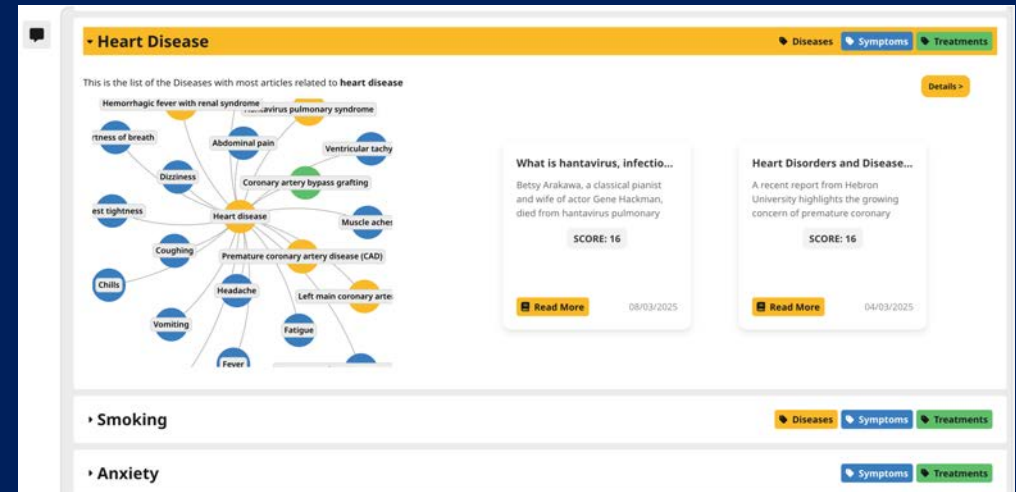 Heart Disease
Diseases
Symptoms
Treatments
This is the list of the Diseases with most articles related to heart disease
Details >
Hemorrhagic fever with renal syndrome
avirus pulmonary syndrome
rtness of breath
Abdominal pain
Ventricular tachy
Dizziness
Coronary artery bypass grafting
est tightness
Heart disease
Muscle aches
Coughing
Premature coronary artery disease (CAD)
Chills
Headache
Left main coronary arte
Vomiting
Fatigue
Fever
What is hantavirus, infectio...
Betsy Arakawa, a classical pianist
and wife of actor Gene Hackman,
died from hantavirus pulmonary
SCORE: 16
Read More
08/03/2025
Heart Disorders and Disease...
A recent report from Hebron
University highlights the growing
concern of premature coronary
SCORE: 16
Read More
04/03/2025
Smoking
Diseases
Symptoms
Treatments
Anxiety
Symptoms
Treatments